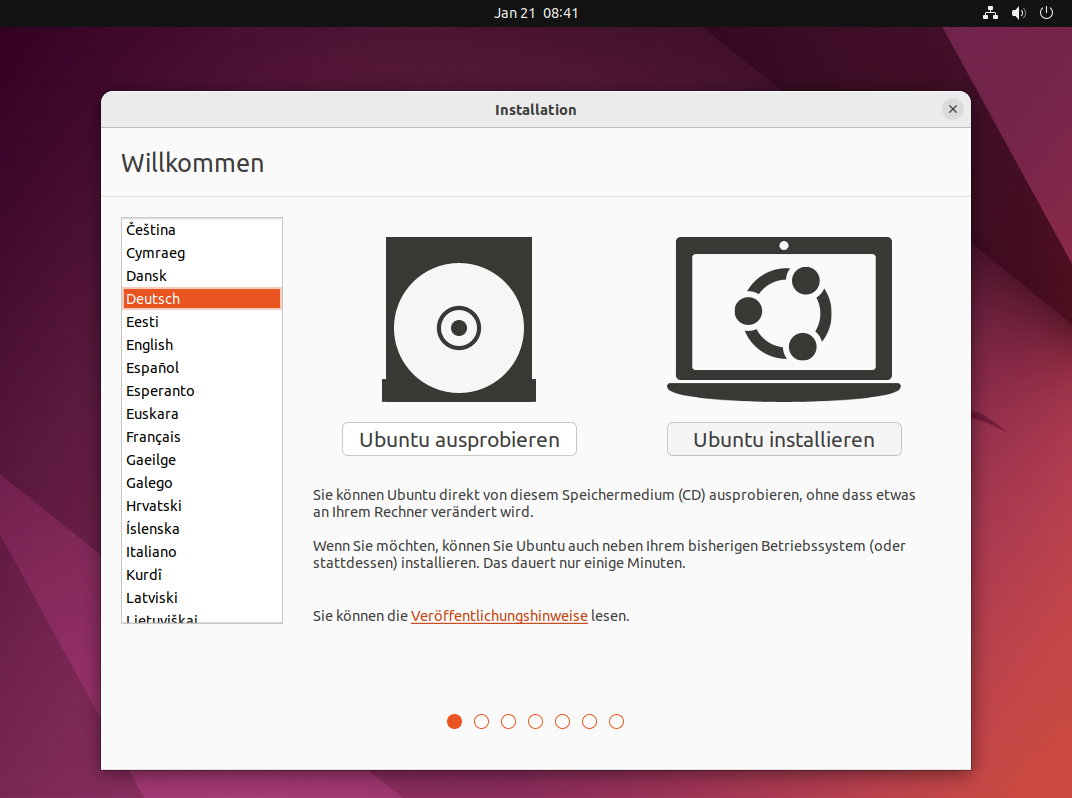 Jan 21 08:41
Installation
Willkommen
Čeština
Cymraeg
Dansk
Deutsch
Eesti
English
Español
Esperanto
Euskara
Français
Gaeilge
Galego
Hrvatski
Íslenska
Italiano
Kurdî
Latviski
Lietuviškai
Ubuntu ausprobieren
Ubuntu installieren
Sie können Ubuntu direkt von diesem Speichermedium (CD) ausprobieren, ohne dass etwas
an Ihrem Rechner verändert wird.
Wenn Sie möchten, können Sie Ubuntu auch neben Ihrem bisherigen Betriebssystem (oder
stattdessen) installieren. Das dauert nur einige Minuten.
Sie können die Veröffentlichungshinweise lesen.